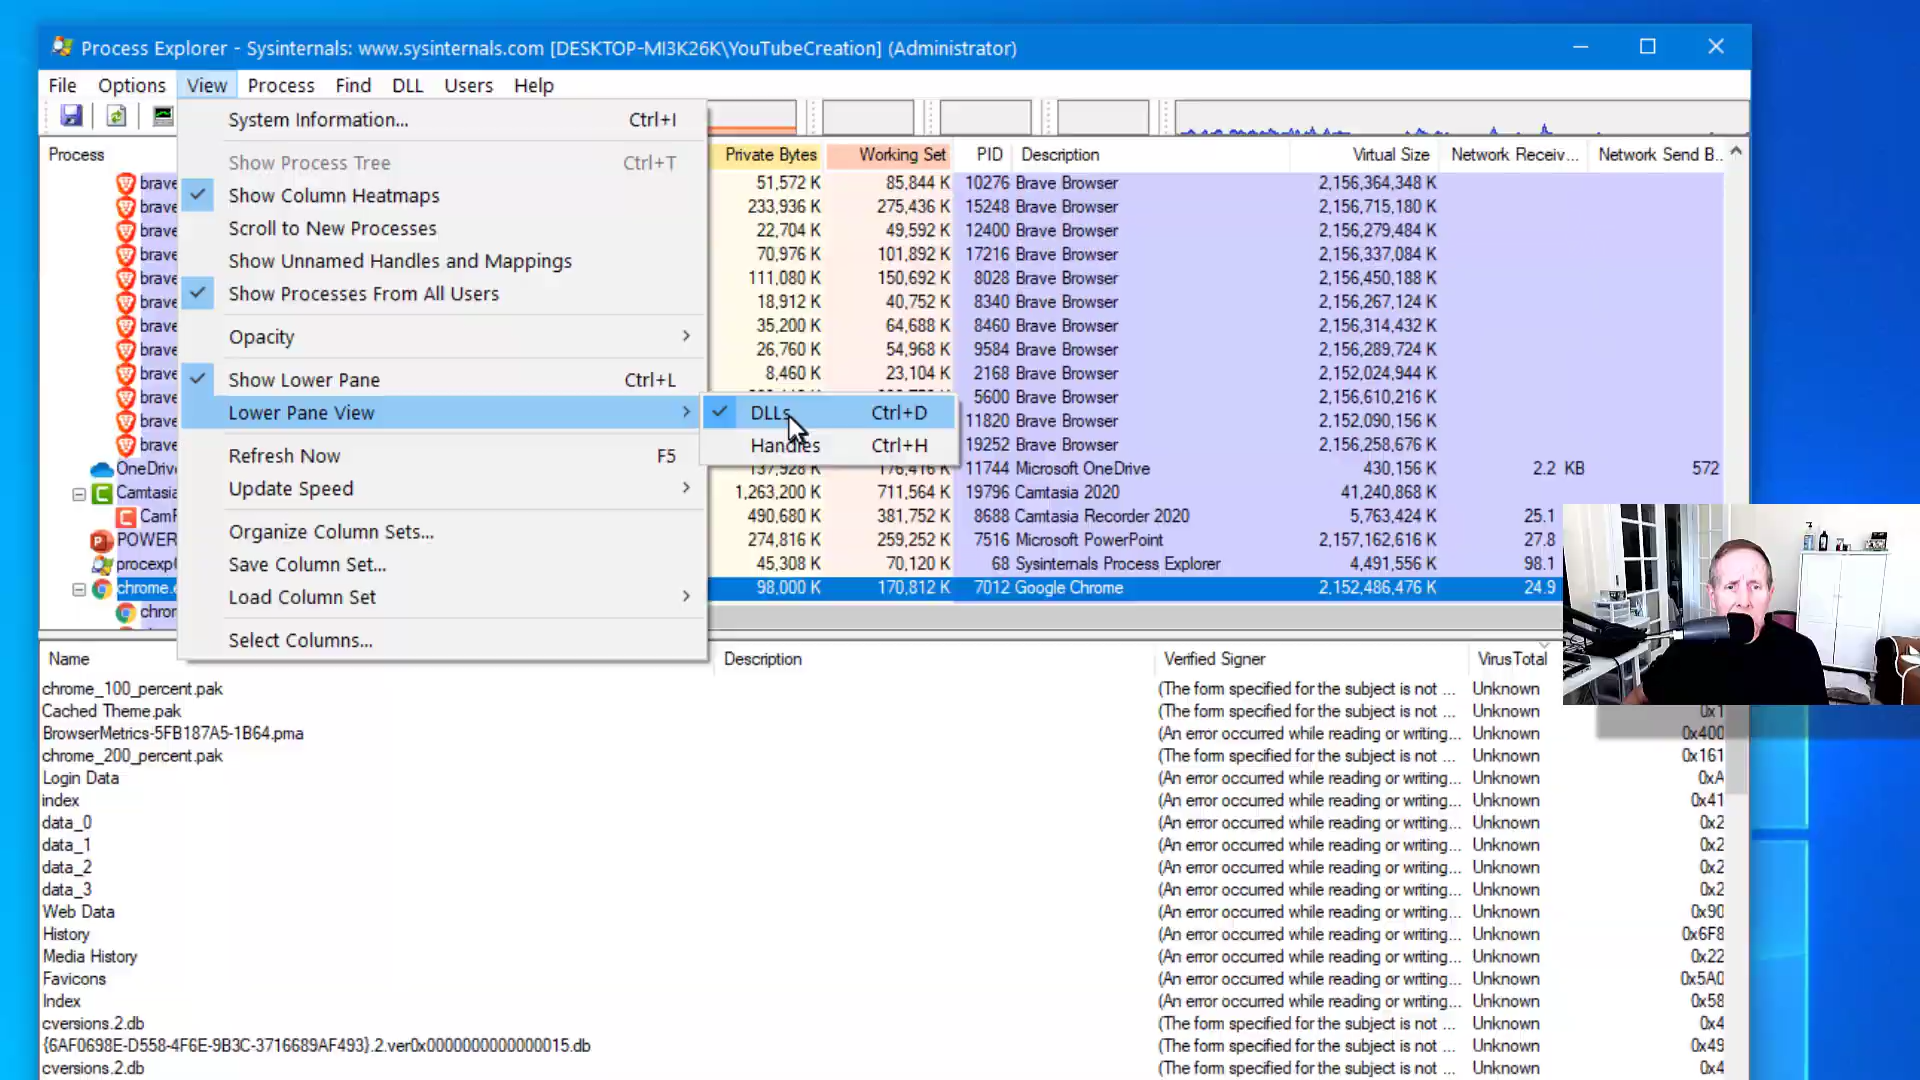 Process Explorer - Sysinternals: www.sysinternals.com [DESKTOP-MI3K26K\YouTubeCreation] (Administrator)
File Options View Process Find DLL Users Help
System Information... Ctrl+I
Show Process Tree Ctrl+T
Show Column Heatmaps
Scroll to New Processes
Show Unnamed Handles and Mappings
Show Processes From All Users
Opacity
Show Lower Pane Ctrl+L
Lower Pane View
Refresh Now F5
Update Speed
Organize Column Sets...
Save Column Set...
Load Column Set
Select Columns...
DLLs Ctrl+D
Handles Ctrl+H
Process Private Bytes Working Set PID Description Virtual Size Network Receiv... Network Send B..
brave 51,572 K 85,844 K 10276 Brave Browser 2,156,364,348 K
brave 233,936 K 275,436 K 15248 Brave Browser 2,156,715,180 K
brave 22,704 K 49,592 K 12400 Brave Browser 2,156,279,484 K
brave 70,976 K 101,892 K 17216 Brave Browser 2,156,337,084 K
brave 111,080 K 150,692 K 8028 Brave Browser 2,156,450,188 K
brave 18,912 K 40,752 K 8340 Brave Browser 2,156,267,124 K
brave 35,200 K 64,688 K 8460 Brave Browser 2,156,314,432 K
brave 26,760 K 54,968 K 9584 Brave Browser 2,156,289,724 K
brave 8,460 K 23,104 K 2168 Brave Browser 2,152,024,944 K
brave 5600 Brave Browser 2,156,610,216 K
brave 11820 Brave Browser 2,152,090,156 K
brave 19252 Brave Browser 2,156,258,676 K
OneDriv 137,928 K 176,416 K 11744 Microsoft OneDrive 430,156 K 2.2 KB 572
Camtasia 1,263,200 K 711,564 K 19796 Camtasia 2020 41,240,868 K
CamF 490,680 K 381,752 K 8688 Camtasia Recorder 2020 5,763,424 K 25.1
POWER 274,816 K 259,252 K 7516 Microsoft PowerPoint 2,157,162,616 K 27.8
procexp 45,308 K 70,120 K 68 Sysinternals Process Explorer 4,491,556 K 98.1
chrome.e 98,000 K 170,812 K 7012 Google Chrome 2,152,486,476 K 24.9
chror
Name Description Verified Signer VirusTotal
chrome_100_percent.pak (The form specified for the subject is not ... Unknown
Cached Theme.pak (The form specified for the subject is not ... Unknown 0x1
BrowserMetrics-5FB187A5-1B64.pma (An error occurred while reading or writing... Unknown 0x400
chrome_200_percent.pak (The form specified for the subject is not ... Unknown 0x161
Login Data (An error occurred while reading or writing... Unknown 0xA
index (An error occurred while reading or writing... Unknown 0x41
data_0 (An error occurred while reading or writing... Unknown 0x2
data_1 (An error occurred while reading or writing... Unknown 0x2
data_2 (An error occurred while reading or writing... Unknown 0x2
data_3 (An error occurred while reading or writing... Unknown 0x2
Web Data (An error occurred while reading or writing... Unknown 0x90
History (An error occurred while reading or writing... Unknown 0x6F8
Media History (An error occurred while reading or writing... Unknown 0x22
Favicons (An error occurred while reading or writing... Unknown 0x5A0
Index (An error occurred while reading or writing... Unknown 0x58
cversions.2.db (The form specified for the subject is not ... Unknown 0x4
{6AF0698E-D558-4F6E-9B3C-3716689AF493}.2.ver0x0000000000000015.db (The form specified for the subject is not ... Unknown 0x49
cversions.2.db (The form specified for the subject is not ... Unknown 0x4